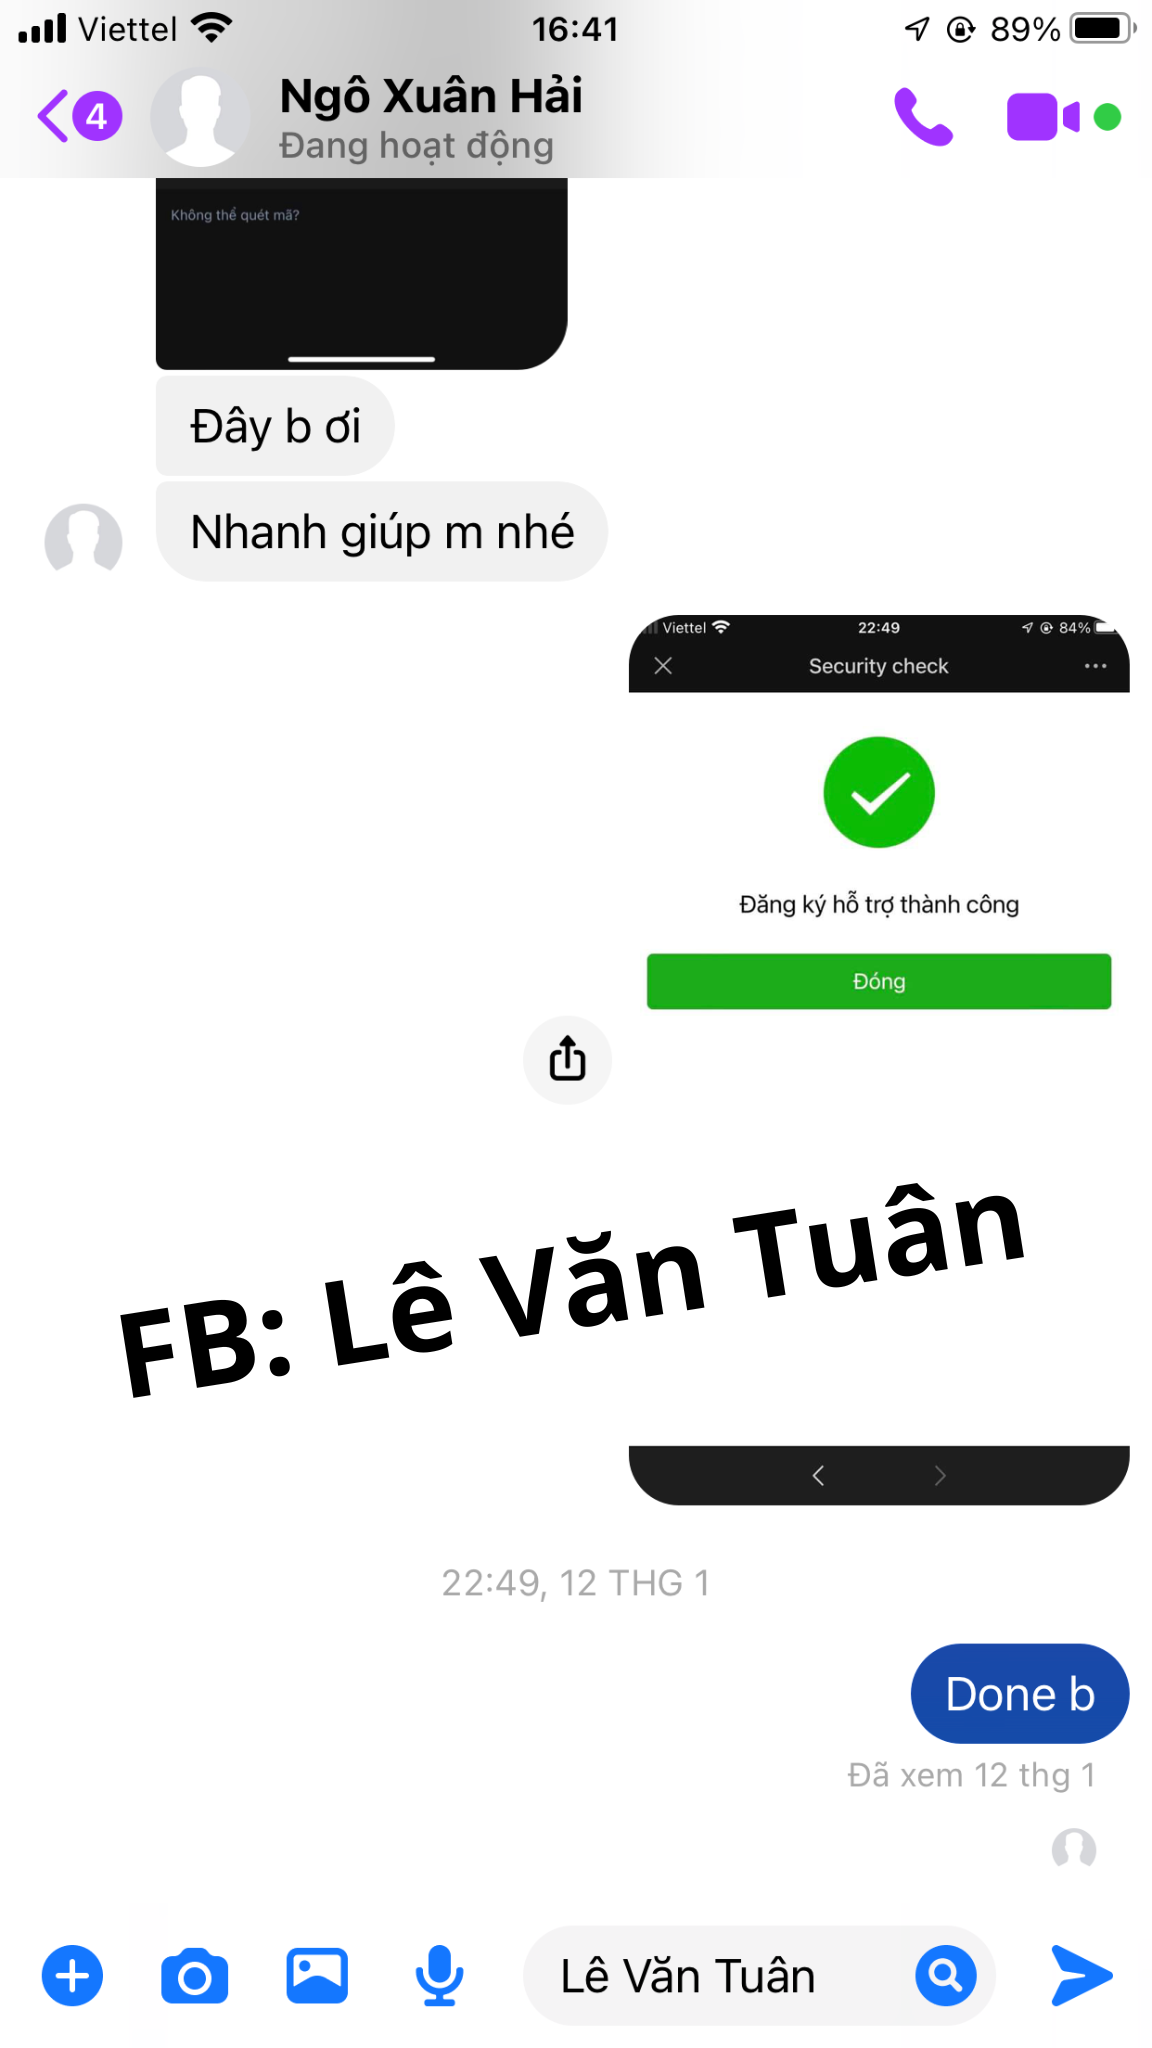 Viettel 16:41 89%
4 Ngô Xuân Hải
Đang hoạt động
Không thể quét mã?
Đây b ơi
Nhanh giúp m nhé
Viettel 22:49 84%
Security check
Đăng ký hỗ trợ thành công
Đóng
FB: Lê Văn Tuân
22:49, 12 THG 1
Done b
Đã xem 12 thg 1
Lê Văn Tuân